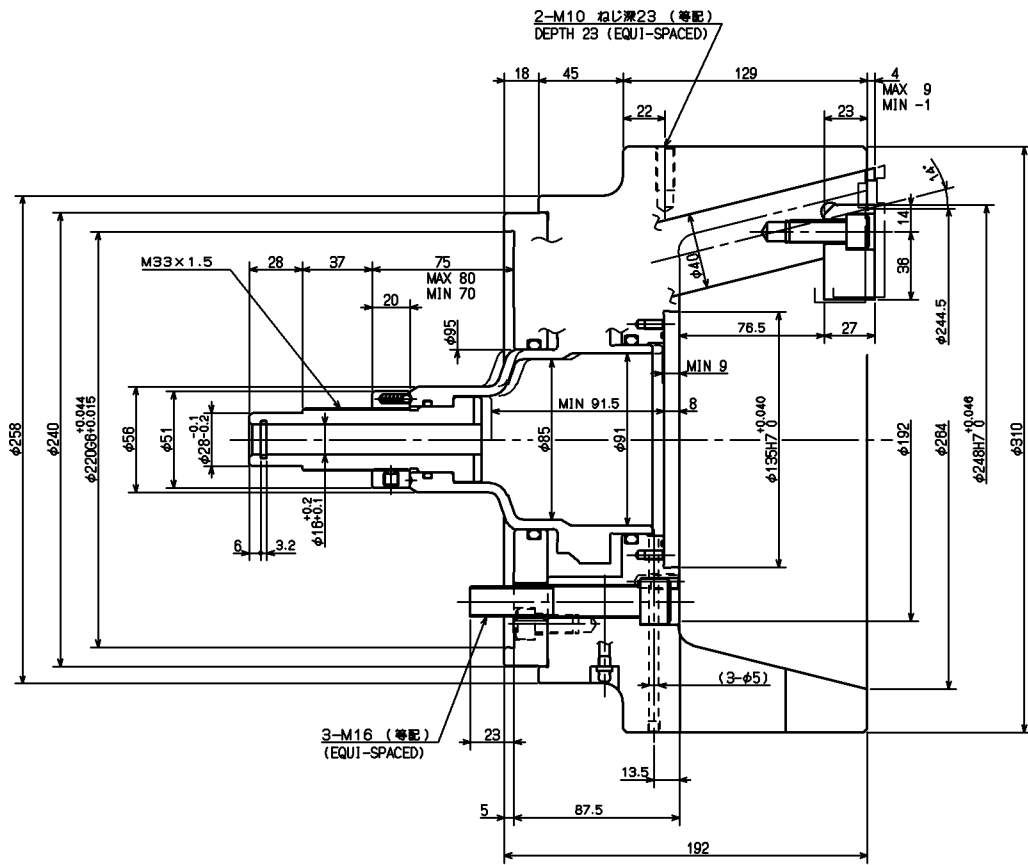 2-M10 ねじ深23 (等配)
DEPTH 23 (EQUI-SPACED)
18
45
129
4
MAX 9
MIN -1
22
23
14°
14
36
φ40
M33×1.5
28
37
75
MAX 80
MIN 70
20
φ95
76.5
27
φ244.5
MIN 9
MIN 91.5
8
φ258
φ240
φ220G6 +0.044 +0.015
φ56
φ51
φ28 -0.1 -0.2
φ16 +0.2 +0.1
φ85
φ91
φ135H7 +0.040 0
φ192
φ264
φ248H7 +0.046 0
φ310
6
3.2
(3-φ5)
3-M16 (等配)
(EQUI-SPACED)
23
13.5
5
87.5
192